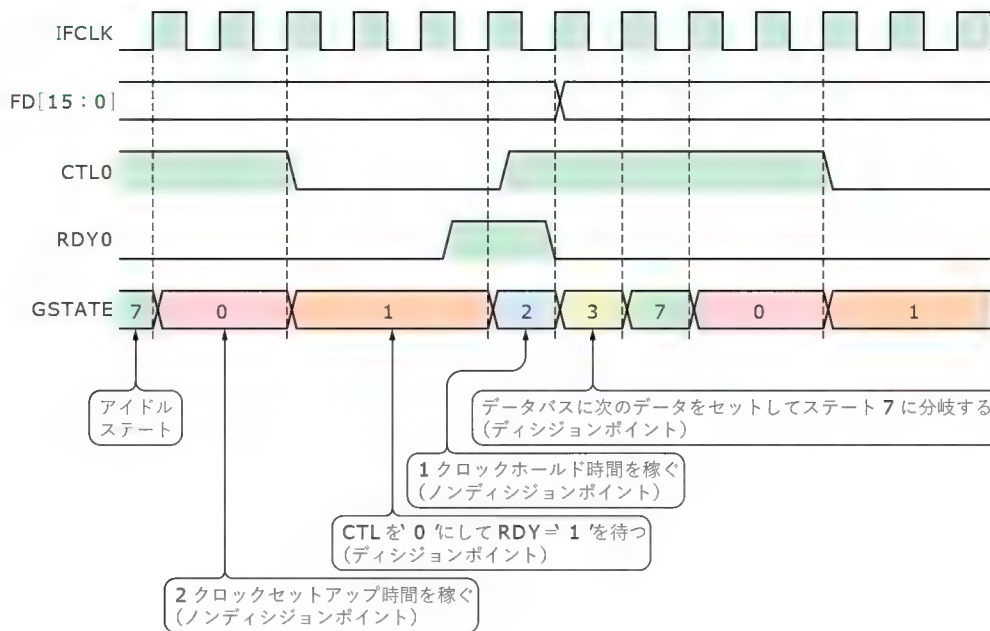 IFCLK
FD[15：0]
CTL0
RDY0
GSTATE 7 0 1 2 3 7 0 1
アイドル
ステート
データバスに次のデータをセットしてステート 7 に分岐する
(ディシジョンポイント)
1 クロックホールド時間を稼ぐ
(ノンディシジョンポイント)
CTL を‘0’にして RDY=‘1’を待つ
(ディシジョンポイント)
2 クロックセットアップ時間を稼ぐ
(ノンディシジョンポイント)